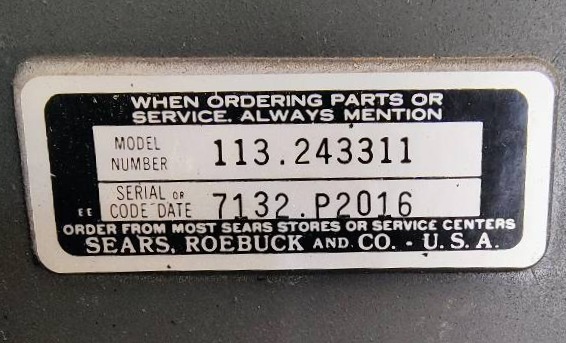 WHEN ORDERING PARTS OR
SERVICE. ALWAYS MENTION
MODEL
NUMBER 113.243311
SERIAL OR
EE CODE DATE 7132.P2016
ORDER FROM MOST SEARS STORES OR SERVICE CENTERS
SEARS, ROEBUCK AND CO. - U. S. A.